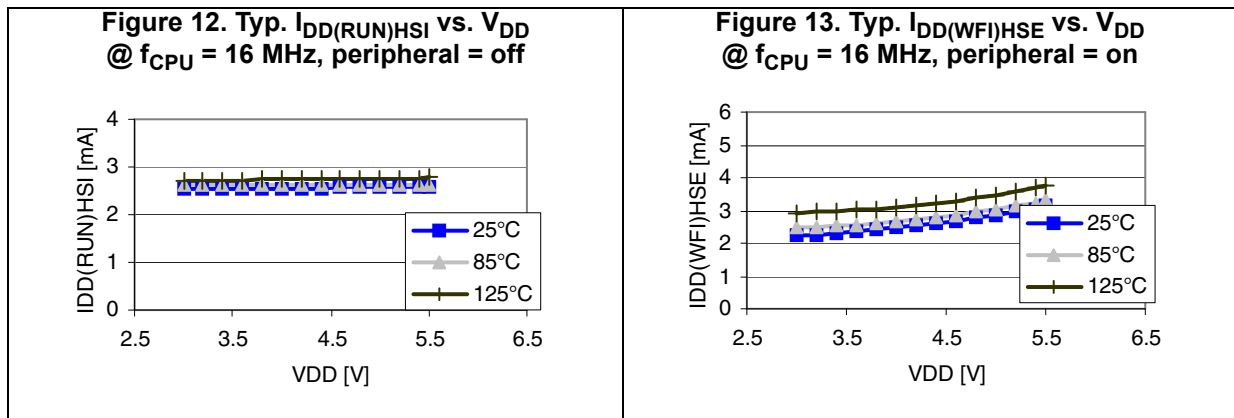 Figure 12. Typ. IDD(RUN)HSI vs. VDD
@ fCPU = 16 MHz, peripheral = off
4
3
2
1
0
IDD(RUN)HSI [mA]
25°C
85°C
125°C
2.5 3.5 4.5 5.5 6.5
VDD [V]
Figure 13. Typ. IDD(WFI)HSE vs. VDD
@ fCPU = 16 MHz, peripheral = on
6
5
4
3
2
1
0
IDD(WFI)HSE [mA]
25°C
85°C
125°C
2.5 3.5 4.5 5.5 6.5
VDD [V]